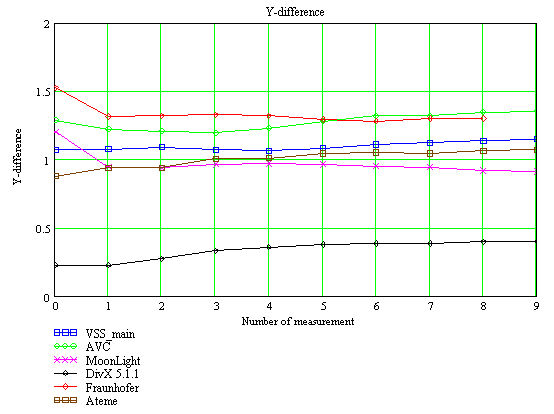 Y-difference
2
1.5
1
0.5
0
Y-difference
0 1 2 3 4 5 6 7 8 9
Number of measurement
VSS_main
AVC
MoonLight
DivX 5.1.1
Fraunhofer
Ateme